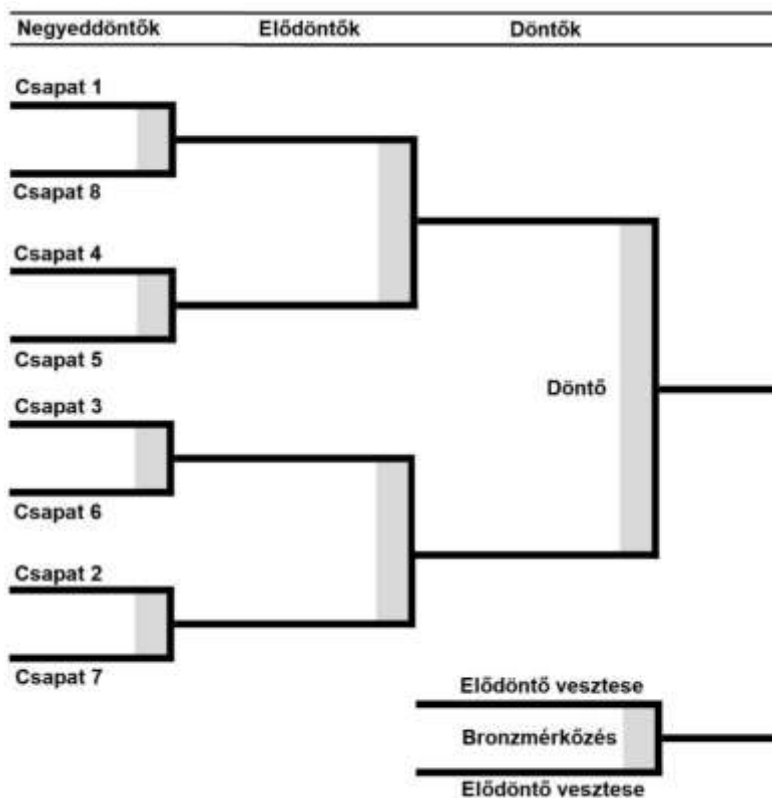 Negyeddöntők Elődöntők Döntők
Csapat 1
Csapat 8
Csapat 4
Csapat 5
Döntő
Csapat 3
Csapat 6
Csapat 2
Csapat 7
Elődöntő vesztese
Bronzmérkőzés
Elődöntő vesztese